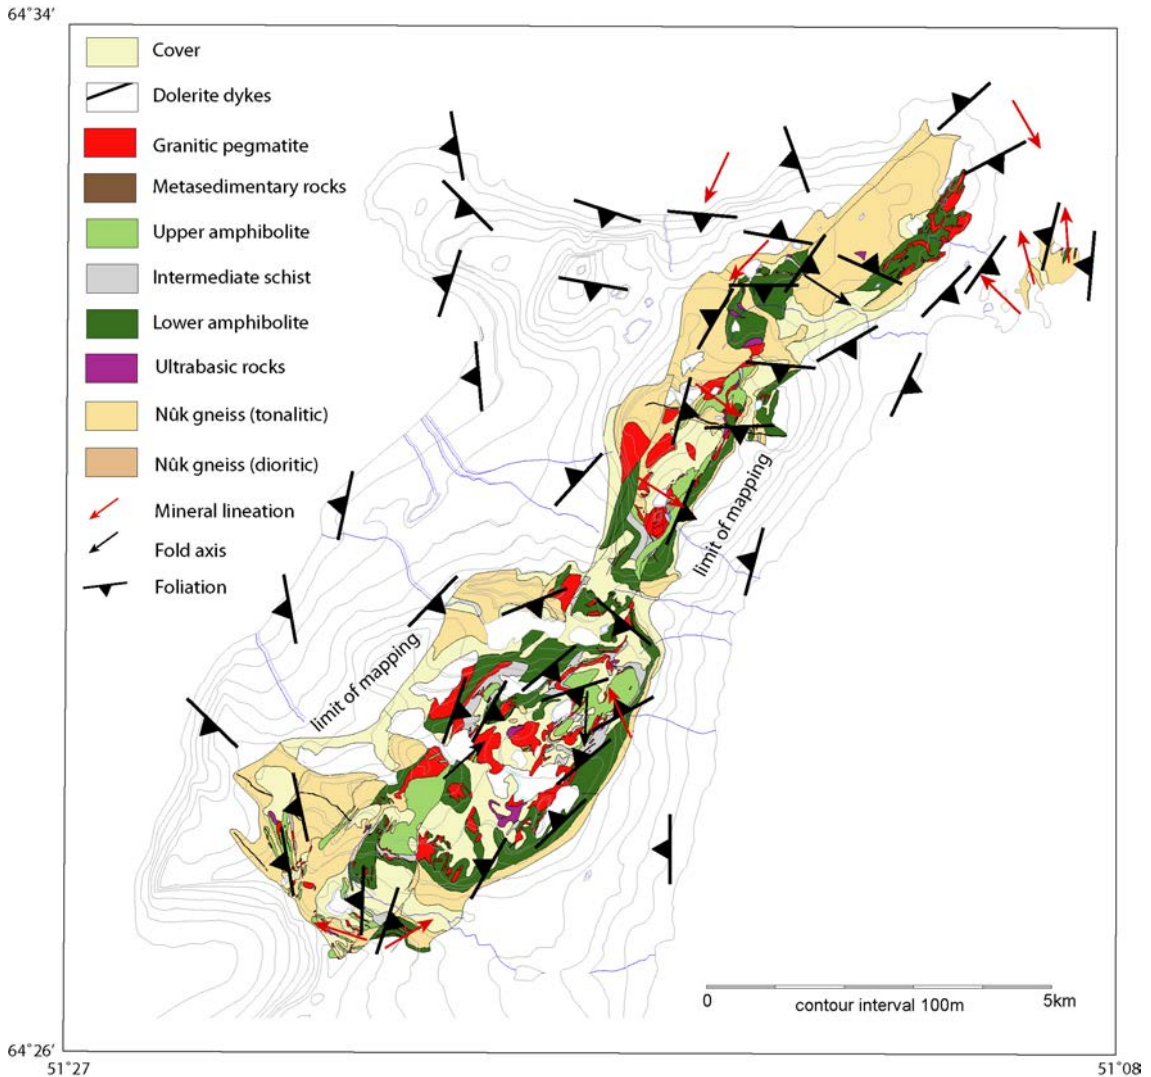 64˚34'
Cover
Dolerite dykes
Granitic pegmatite
Metasedimentary rocks
Upper amphibolite
Intermediate schist
Lower amphibolite
Ultrabasic rocks
Nûk gneiss (tonalitic)
Nûk gneiss (dioritic)
Mineral lineation
Fold axis
Foliation
limit of mapping
limit of mapping
0
5km
contour interval 100m
64˚26'
51˚27
51˚08